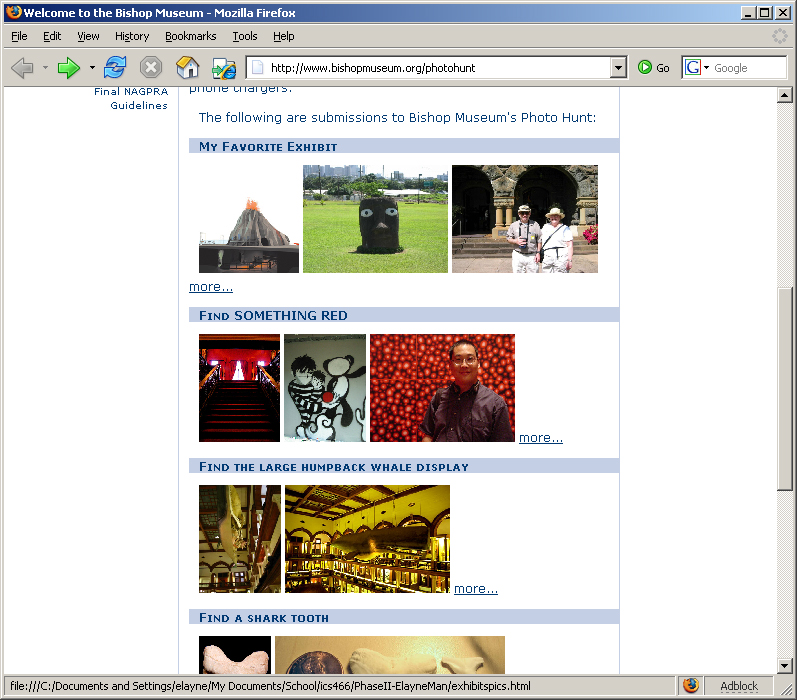 Welcome to the Bishop Museum - Mozilla Firefox
File Edit View History Bookmarks Tools Help
http://www.bishopmuseum.org/photohunt Go G Google
Final NAGPRA
Guidelines
phone chargers.
The following are submissions to Bishop Museum's Photo Hunt:
My Favorite Exhibit
more...
Find SOMETHING RED
more...
Find the large humpback whale display
more...
Find a shark tooth
file:///C:/Documents and Settings/elayne/My Documents/School/ics466/PhaseII-ElayneMan/exhibitspics.html Adblock